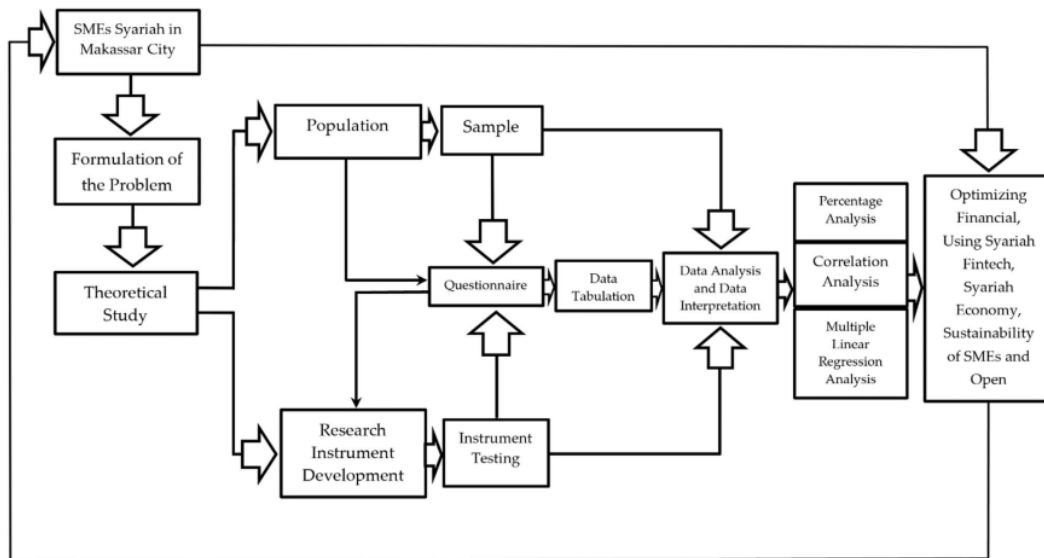 SMEs Syariah in
Makassar City
Formulation of
the Problem
Theoretical
Study
Population
Sample
Questionnaire
Data
Tabulation
Data Analysis
and Data
Interpretation
Research
Instrument
Development
Instrument
Testing
Percentage
Analysis
Correlation
Analysis
Multiple
Linear
Regression
Analysis
Optimizing
Financial,
Using Syariah
Fintech,
Syariah
Economy,
Sustainability
of SMEs and
Open